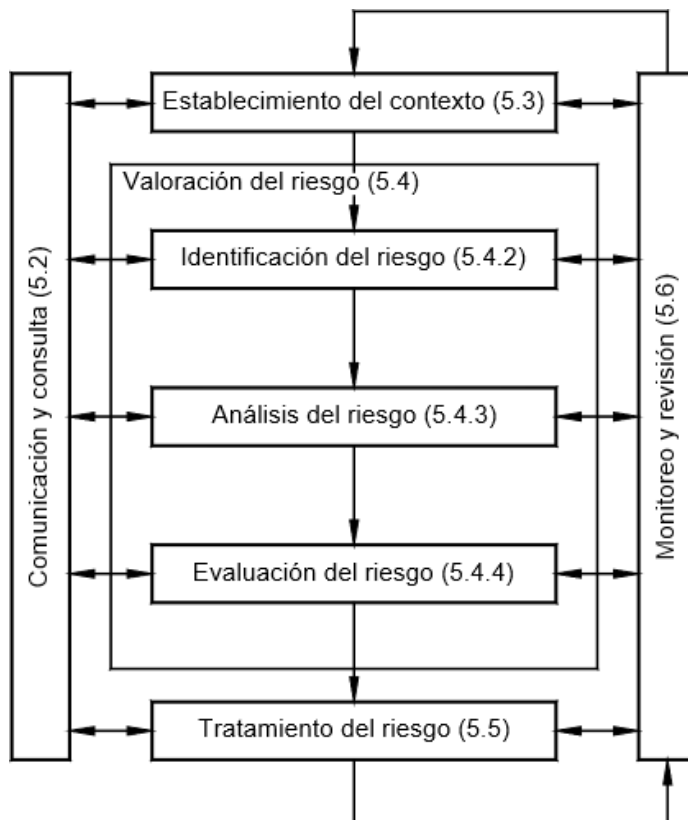 Establecimiento del contexto (5.3)
Valoración del riesgo (5.4)
Identificación del riesgo (5.4.2)
Análisis del riesgo (5.4.3)
Evaluación del riesgo (5.4.4)
Tratamiento del riesgo (5.5)
Comunicación y consulta (5.2)
Monitoreo y revisión (5.6)